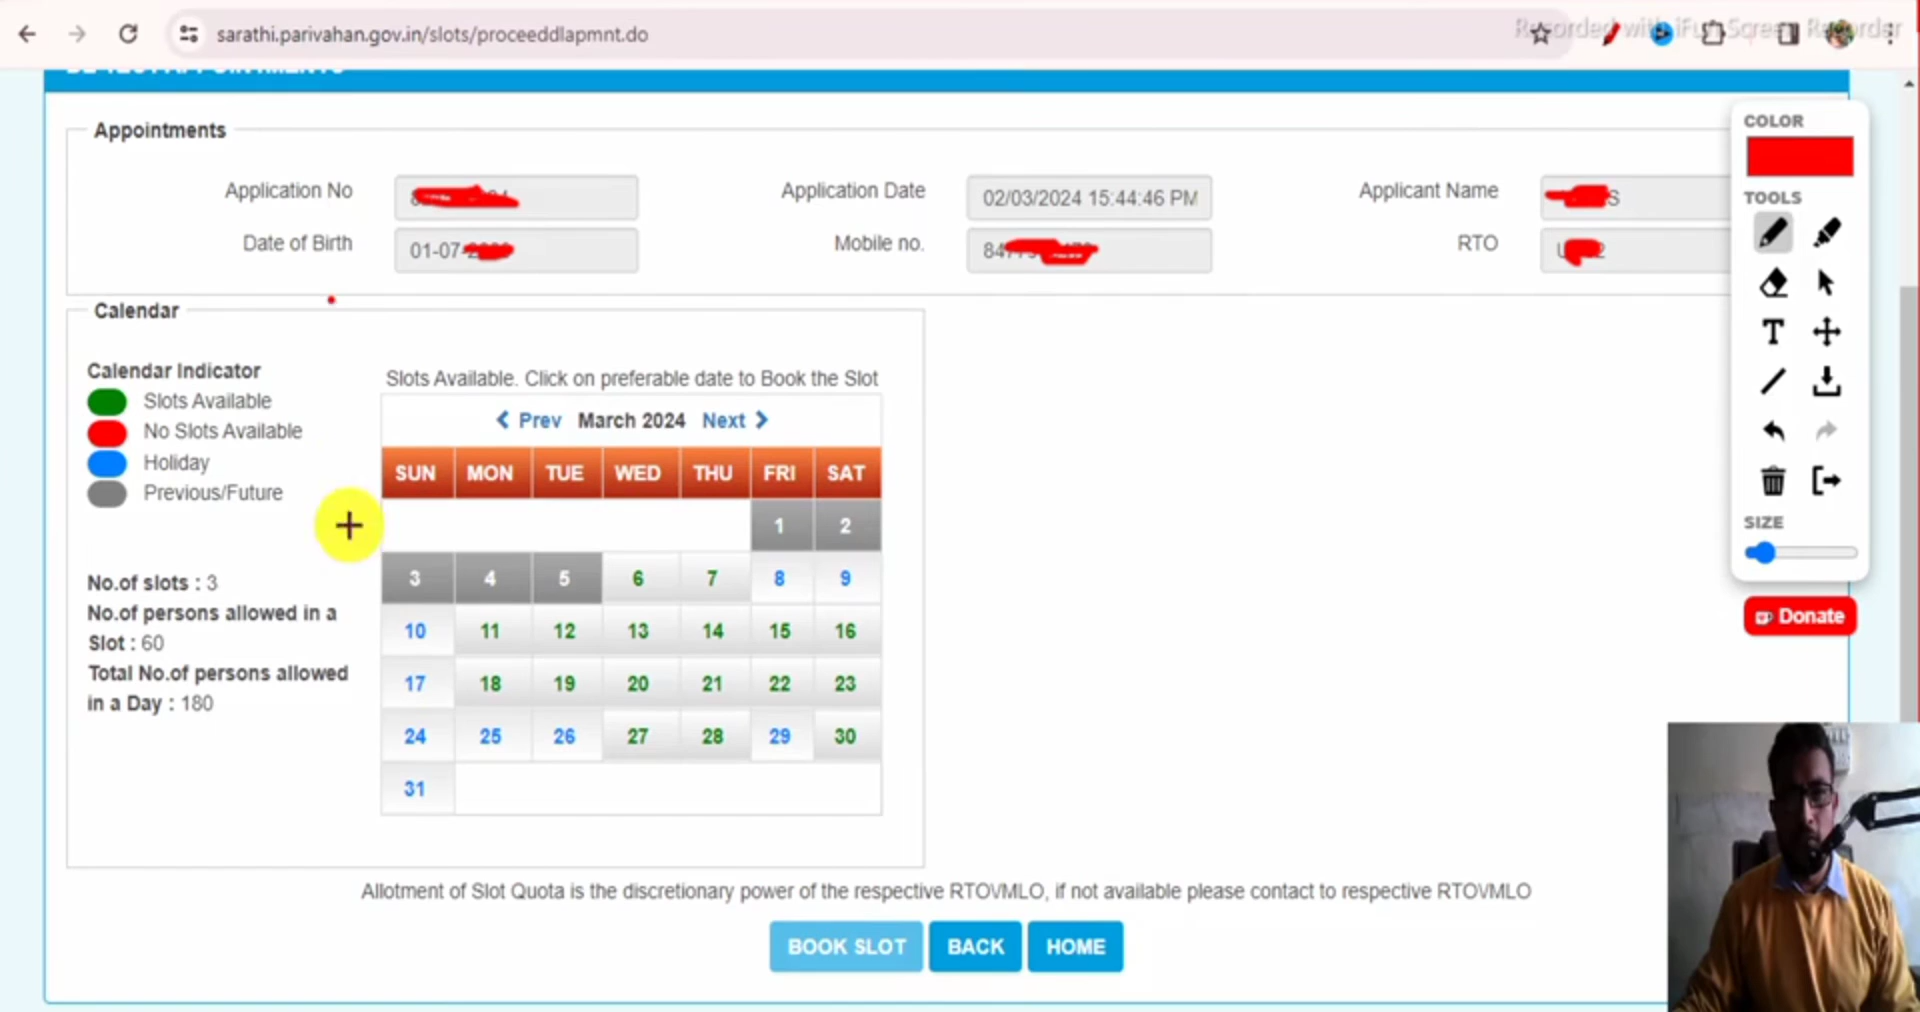 sarathi.parivahan.gov.in/slots/proceeddlapmnt.do
Recorded with iFun Screen Recorder
Appointments
Application No
Application Date
02/03/2024 15:44:46 PM
Applicant Name
S
Date of Birth
01-07-
Mobile no.
84
RTO
U 2
COLOR
TOOLS
SIZE
Donate
Calendar
Calendar Indicator
Slots Available
No Slots Available
Holiday
Previous/Future
No.of slots : 3
No.of persons allowed in a
Slot : 60
Total No.of persons allowed
in a Day : 180
Slots Available. Click on preferable date to Book the Slot
Prev March 2024 Next
SUN MON TUE WED THU FRI SAT
1 2
3 4 5 6 7 8 9
10 11 12 13 14 15 16
17 18 19 20 21 22 23
24 25 26 27 28 29 30
31
Allotment of Slot Quota is the discretionary power of the respective RTO\/MLO, if not available please contact to respective RTO\/MLO
BOOK SLOT BACK HOME